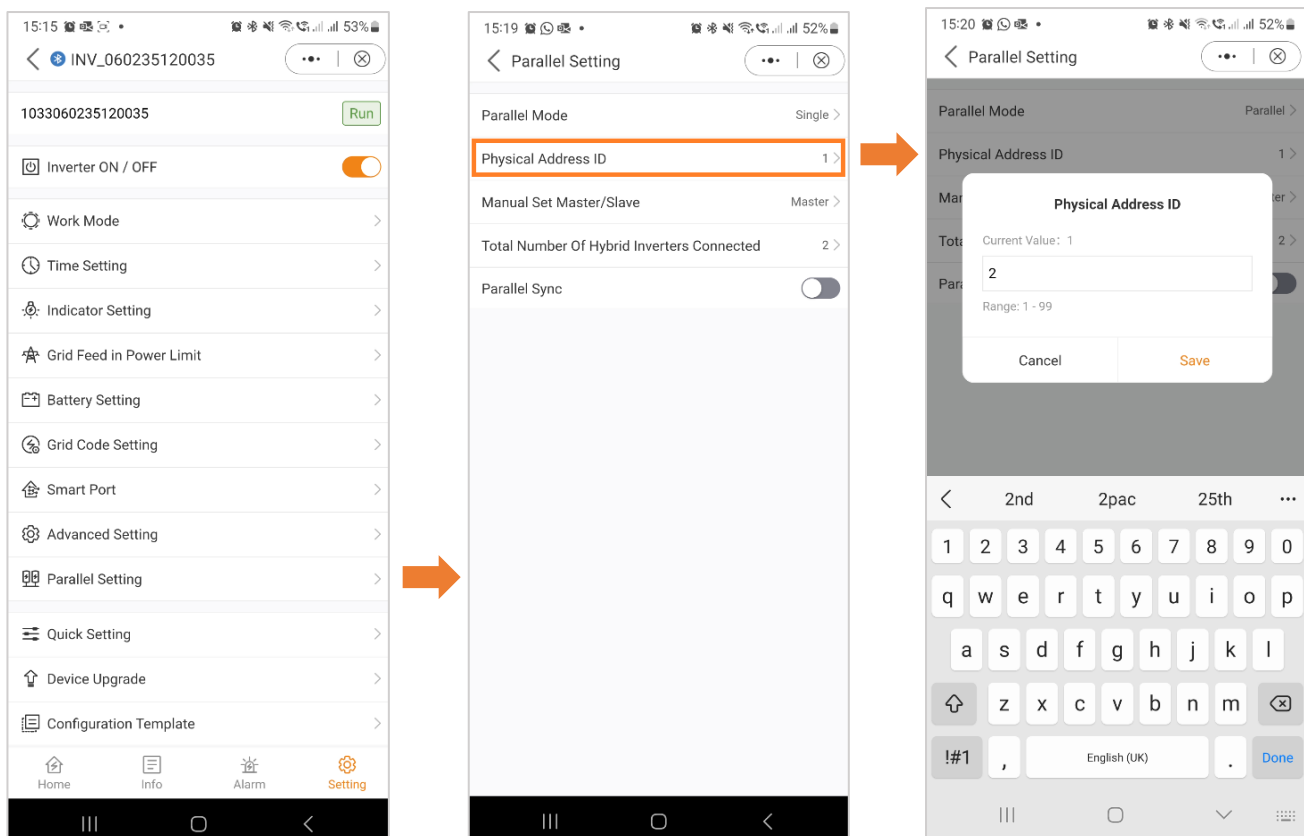 15:15 53%
INV_060235120035
1033060235120035 Run
Inverter ON / OFF
Work Mode
Time Setting
Indicator Setting
Grid Feed in Power Limit
Battery Setting
Grid Code Setting
Smart Port
Advanced Setting
Parallel Setting
Quick Setting
Device Upgrade
Configuration Template
Home Info Alarm Setting
15:19 52%
Parallel Setting
Parallel Mode Single
Physical Address ID 1
Manual Set Master/Slave Master
Total Number Of Hybrid Inverters Connected 2
Parallel Sync
15:20 52%
Parallel Setting
Parallel Mode Parallel
Physical Address ID 1
Mar ter
Tota 2
Para
Physical Address ID
Current Value: 1
2
Range: 1 - 99
Cancel Save
2nd 2pac 25th
1 2 3 4 5 6 7 8 9 0
q w e r t y u i o p
a s d f g h j k l
z x c v b n m
!#1 , English (UK) . Done